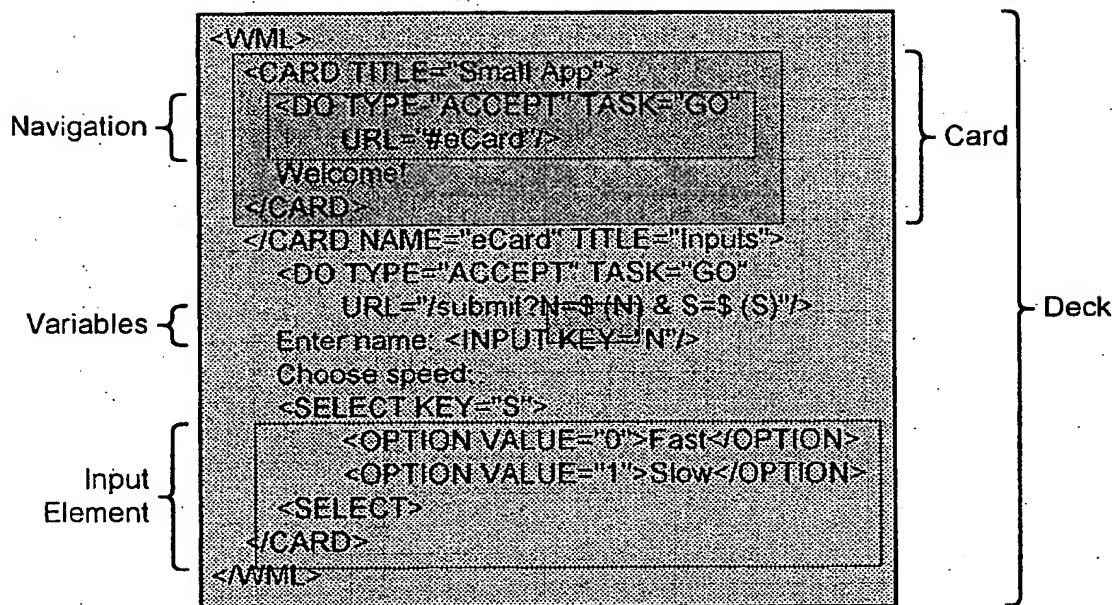 <WML>
<CARD TITLE="Small App">
<DO TYPE="ACCEPT" TASK="GO"
URL="#eCard"/>
Welcome!
</CARD>
</CARD NAME="eCard" TITLE="Inputs">
<DO TYPE="ACCEPT" TASK="GO"
URL="/submit?N=$ (N) & S=$ (S)"/>
Enter name: <INPUT KEY="N"/>
Choose speed:
<SELECT KEY="S">
<OPTION VALUE="0">Fast</OPTION>
<OPTION VALUE="1">Slow</OPTION>
<SELECT>
</CARD>
</WML>
Navigation
Variables
Input
Element
Card
Deck